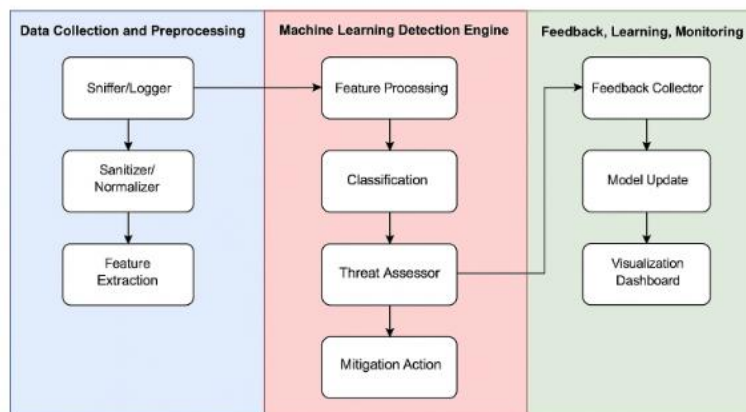 Data Collection and Preprocessing
Sniffer/Logger
Sanitizer/
Normalizer
Feature
Extraction
Machine Learning Detection Engine
Feature Processing
Classification
Threat Assessor
Mitigation Action
Feedback, Learning, Monitoring
Feedback Collector
Model Update
Visualization
Dashboard